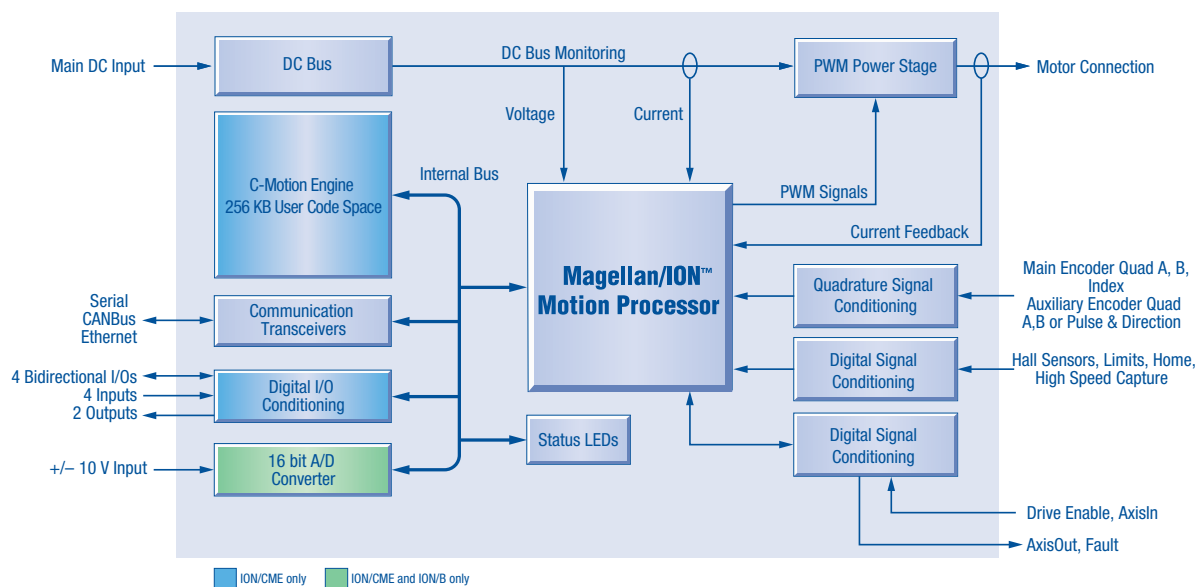 Main DC Input
DC Bus
DC Bus Monitoring
PWM Power Stage
Motor Connection
Voltage
Current
C-Motion Engine
256 KB User Code Space
Internal Bus
PWM Signals
Current Feedback
Magellan/ION™
Motion Processor
Quadrature Signal
Conditioning
Main Encoder Quad A, B,
Index
Auxiliary Encoder Quad
A,B or Pulse & Direction
Serial
CANBus
Ethernet
Communication
Transceivers
Digital Signal
Conditioning
Hall Sensors, Limits, Home,
High Speed Capture
4 Bidirectional I/Os
4 Inputs
2 Outputs
Digital I/O
Conditioning
Status LEDs
Digital Signal
Conditioning
+/– 10 V Input
16 bit A/D
Converter
Drive Enable, AxisIn
AxisOut, Fault
ION/CME only
ION/CME and ION/B only